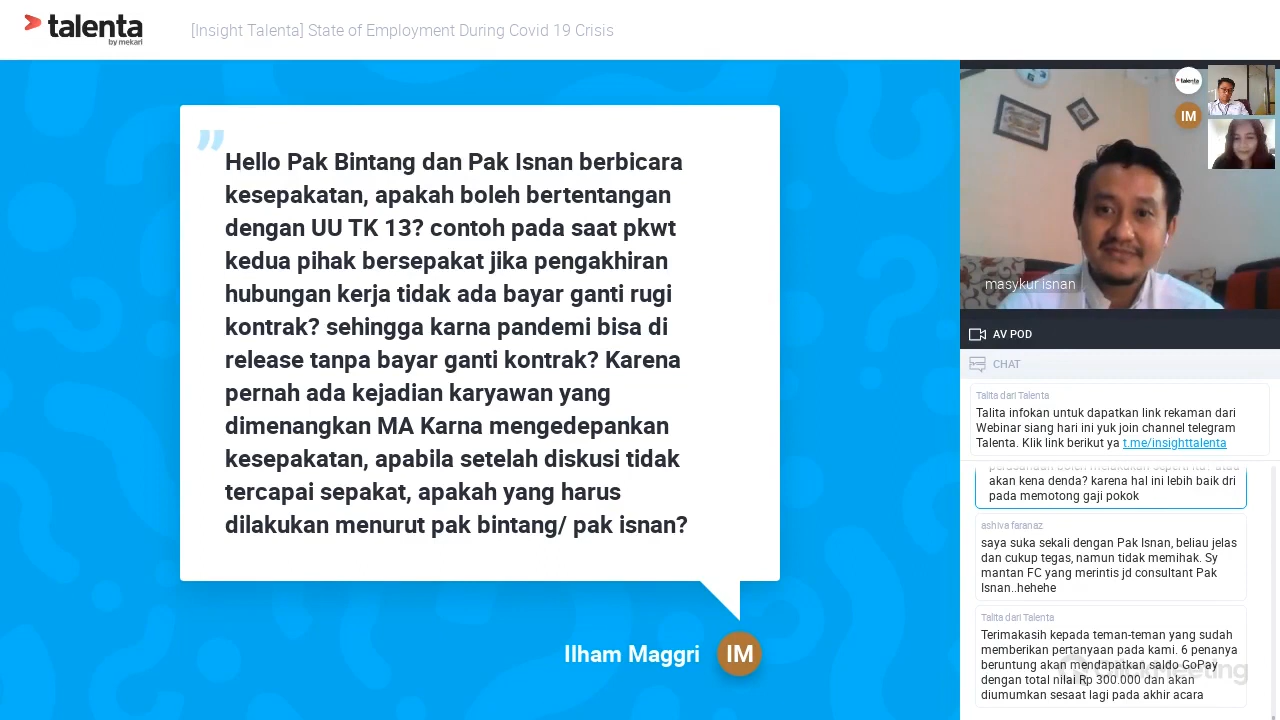 talenta
by mekari
[Insight Talenta] State of Employment During Covid 19 Crisis
Hello Pak Bintang dan Pak Isnan berbicara
kesepakatan, apakah boleh bertentangan
dengan UU TK 13? contoh pada saat pkwt
kedua pihak bersepakat jika pengakhiran
hubungan kerja tidak ada bayar ganti rugi
kontrak? sehingga karna pandemi bisa di
release tanpa bayar ganti kontrak? Karena
pernah ada kejadian karyawan yang
dimenangkan MA Karna mengedepankan
kesepakatan, apabila setelah diskusi tidak
tercapai sepakat, apakah yang harus
dilakukan menurut pak bintang/ pak isnan?
Ilham Maggri
IM
talenta
IM
masykur isnan
AV POD
CHAT
Talita dari Talenta
Talita infokan untuk dapatkan link rekaman dari
Webinar siang hari ini yuk join channel telegram
Talenta. Klik link berikut ya t.me/insighttalenta
akan kena denda? karena hal ini lebih baik dri
pada memotong gaji pokok
ashiva faranaz
saya suka sekali dengan Pak Isnan, beliau jelas
dan cukup tegas, namun tidak memihak. Sy
mantan FC yang merintis jd consultant Pak
Isnan..hehehe
Talita dari Talenta
Terimakasih kepada teman-teman yang sudah
memberikan pertanyaan pada kami. 6 penanya
beruntung akan mendapatkan saldo GoPay
dengan total nilai Rp 300.000 dan akan
diumumkan sesaat lagi pada akhir acara